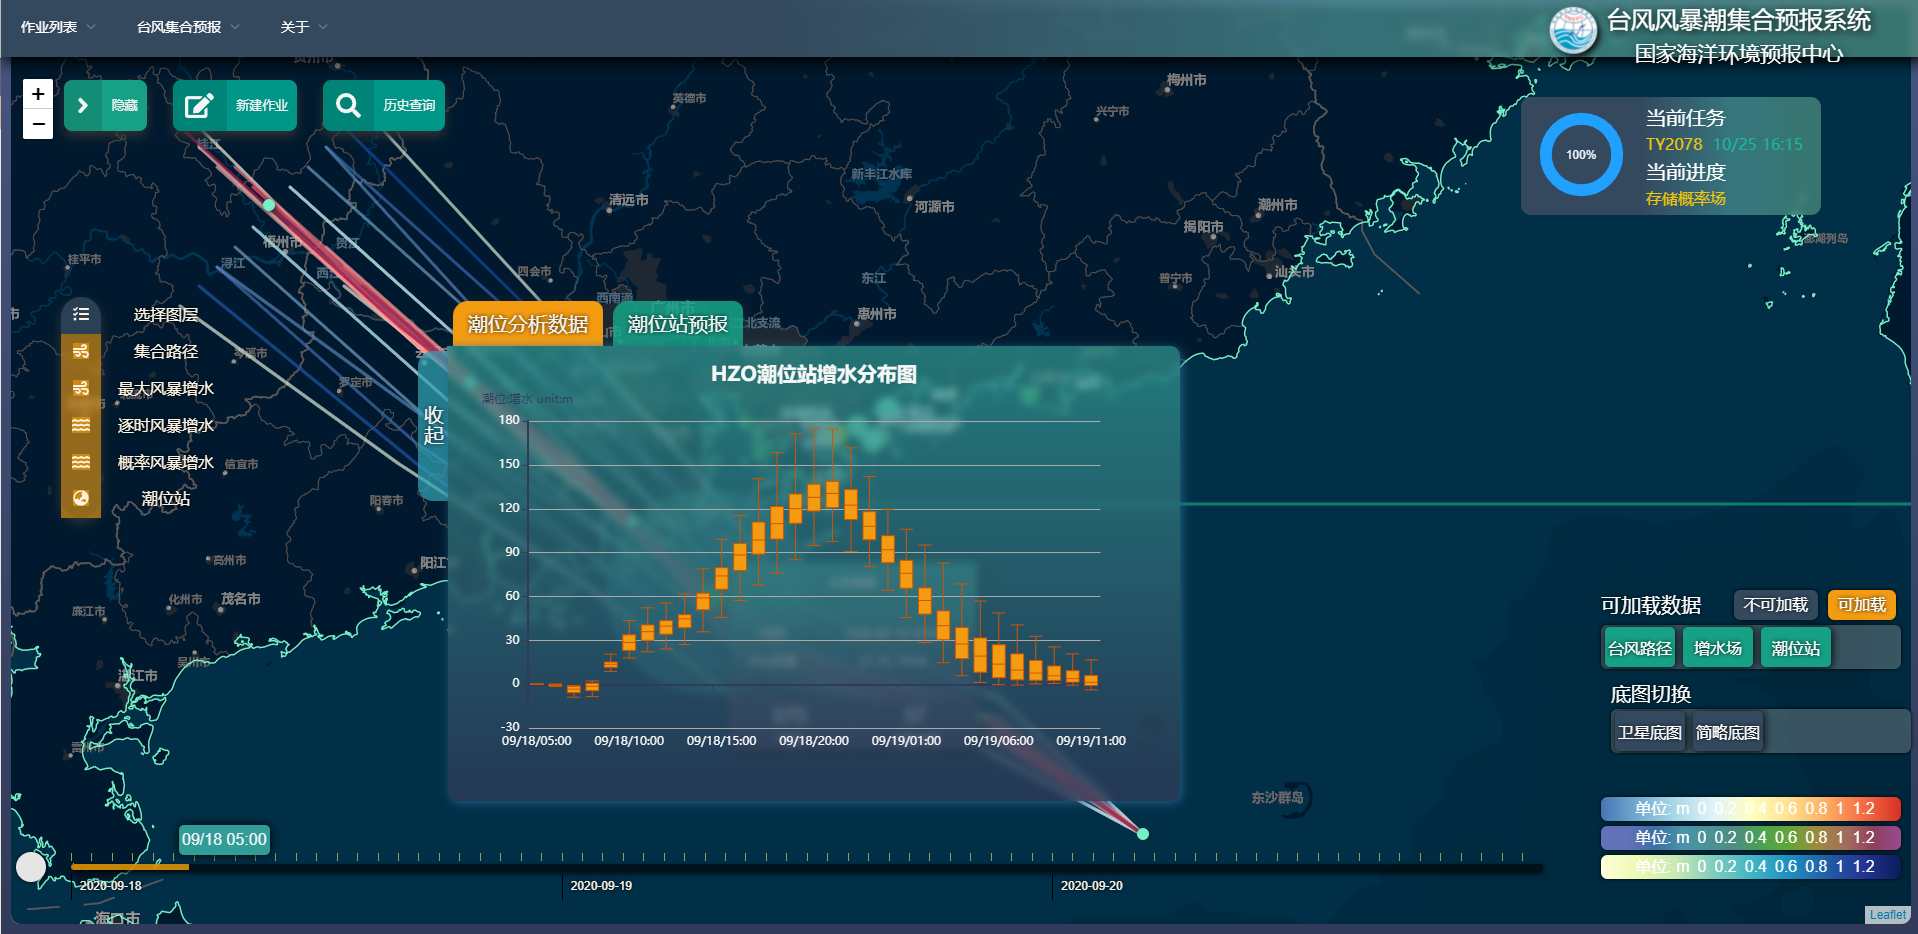 作业列表
台风集合预报
关于
台风风暴潮集合预报系统
国家海洋环境预报中心
+
−
隐藏
新建作业
历史查询
当前任务
TY2078 10/25 16:15
当前进度
存储概率场
100%
梅州市
英德市
兴宁市
桂江
新丰江水库
清远市
河源市
潮州市
揭阳市
梧州市
贺江
澎湖列岛
桂平市
浔江
四会市
汕头市
普宁市
东江
西南涌
惠州市
选择图层
集合路径
最大风暴增水
逐时风暴增水
概率风暴增水
潮位站
岑溪市
罗定市
信宜市
阳春市
高州市
阳江
廉江市
化州市
茂名市
吴川市
湛江市
雷州市
海口市
东沙群岛
潮位分析数据
潮位站预报
收起
HZO潮位站增水分布图
潮位:增水 unit:m
180
150
120
90
60
30
0
-30
09/18/05:00
09/18/10:00
09/18/15:00
09/18/20:00
09/19/01:00
09/19/06:00
09/19/11:00
可加载数据
不可加载
可加载
台风路径
增水场
潮位站
底图切换
卫星底图
简略底图
单位: m 0 0.2 0.4 0.6 0.8 1 1.2
单位: m 0 0.2 0.4 0.6 0.8 1 1.2
单位: m 0 0.2 0.4 0.6 0.8 1 1.2
09/18 05:00
2020-09-18
2020-09-19
2020-09-20
Leaflet